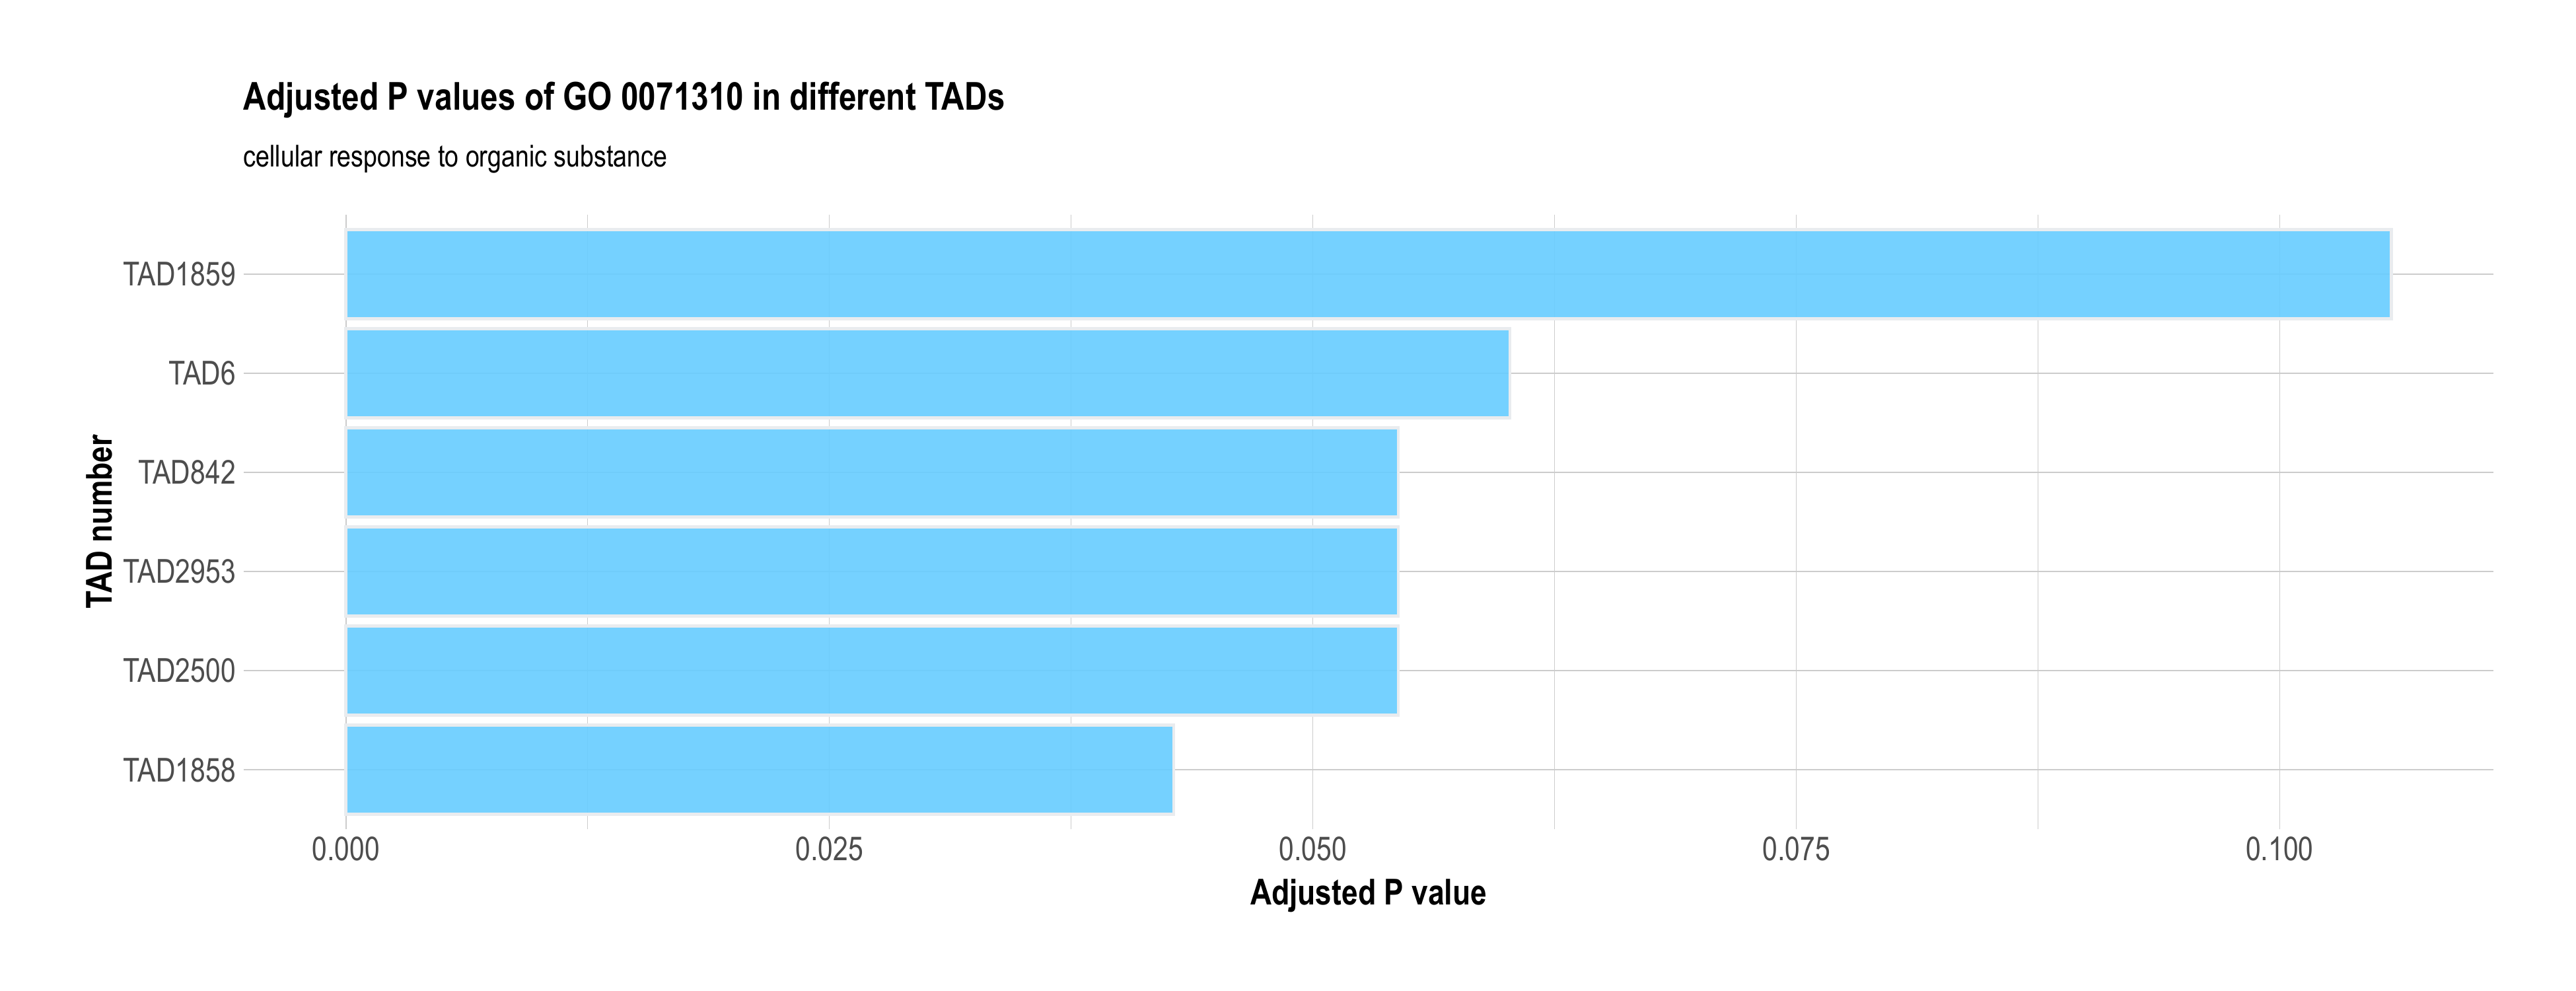 Adjusted P values of GO 0071310 in different TADs
cellular response to organic substance
TAD number
TAD1859
TAD6
TAD842
TAD2953
TAD2500
TAD1858
0.000 0.025 0.050 0.075 0.100
Adjusted P value